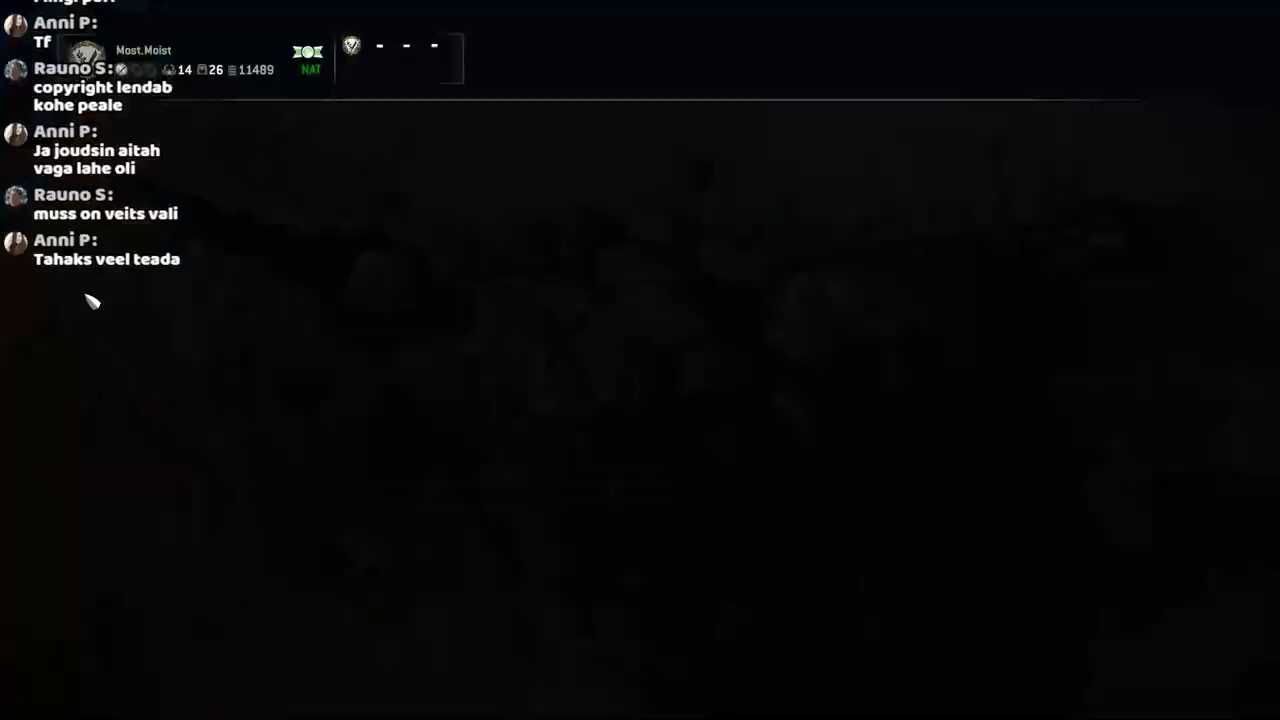 Anni P:
Tf
Most.Moist
Rauno S:
14 26 11489
NAT
- - -
copyright lendab
kohe peale
Anni P:
Ja joudsin aitah
vaga lahe oli
Rauno S:
muss on veits vali
Anni P:
Tahaks veel teada